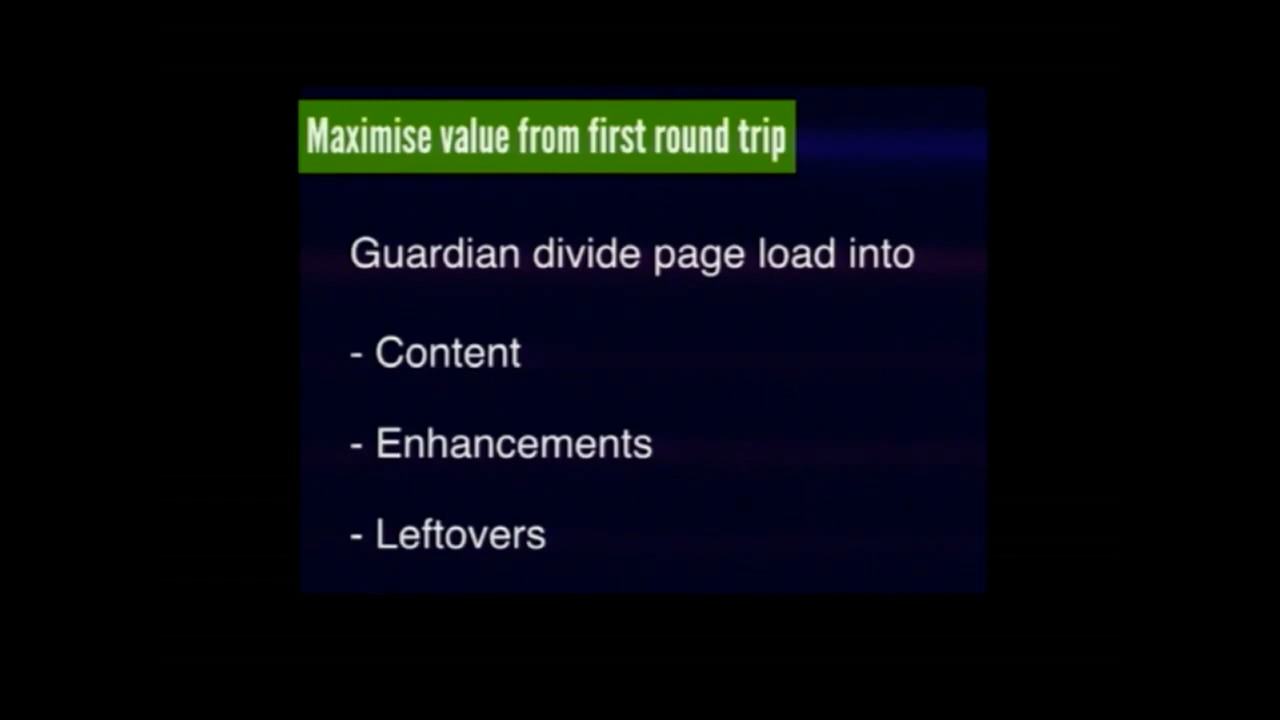 Maximise value from first round trip
Guardian divide page load into
- Content
- Enhancements
- Leftovers